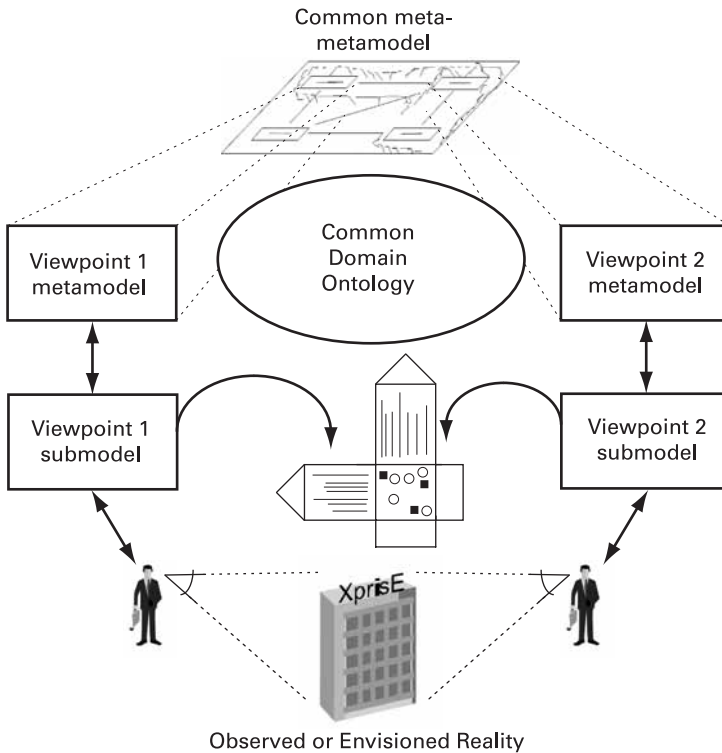 Common meta-
metamodel
Viewpoint 1
metamodel
Common
Domain
Ontology
Viewpoint 2
metamodel
Viewpoint 1
submodel
Viewpoint 2
submodel
XprisE
Observed or Envisioned Reality